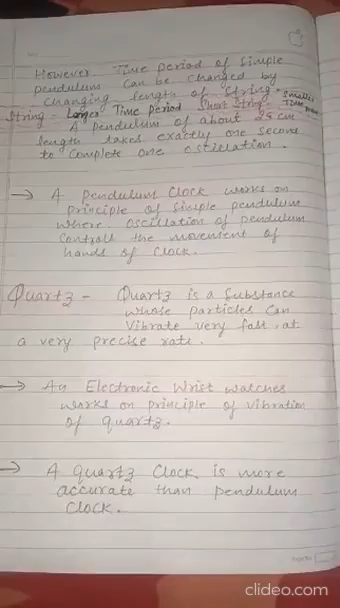 However Time period of Simple
pendulum can be changed by
changing length of string -
String - Larger Time period Short String - Smaller Time
A pendulum of about 25 cm
length takes exactly one second
to complete one oscillation.
→ A pendulum clock works on
principle of simple pendulum
where oscillation of pendulum
controls the movement of
hands of clock.
Quartz - Quartz is a Substance
whose particles can
vibrate very fast at
a very precise rate.
→ An Electronic Wrist watches
works on principle of vibration
of quartz.
→ A quartz clock is more
accurate than pendulum
clock.
clideo.com